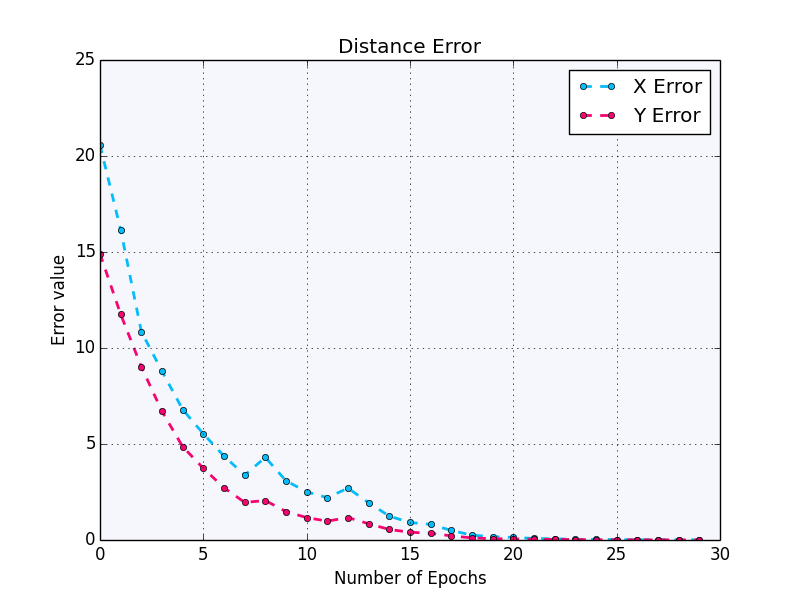 Distance Error
X Error
Y Error
Error value
25
20
15
10
5
0
0 5 10 15 20 25 30
Number of Epochs